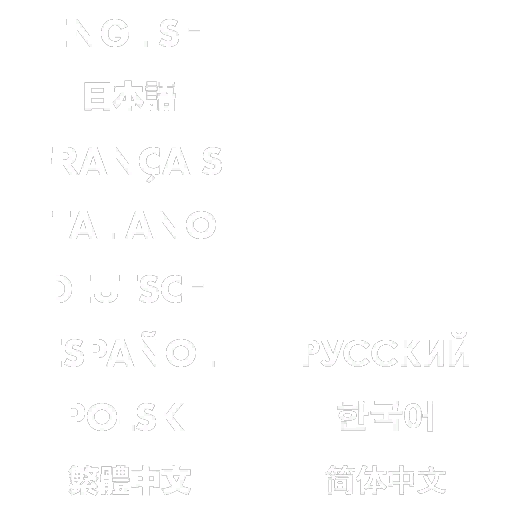 ENGLISH
日本語
FRANÇAIS
ITALIANO
DEUTSCH
ESPAÑOL
POLSKI
繁體中文
РУССКИЙ
한국어
简体中文